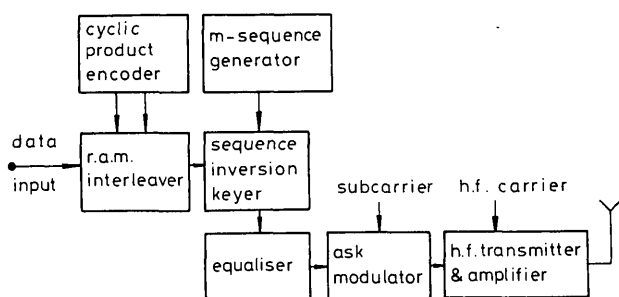 cyclic
product
encoder
m-sequence
generator
data
input
r.a.m.
interleaver
sequence
inversion
keyer
subcarrier
h.f. carrier
equaliser
ask
modulator
h.f. transmitter
& amplifier